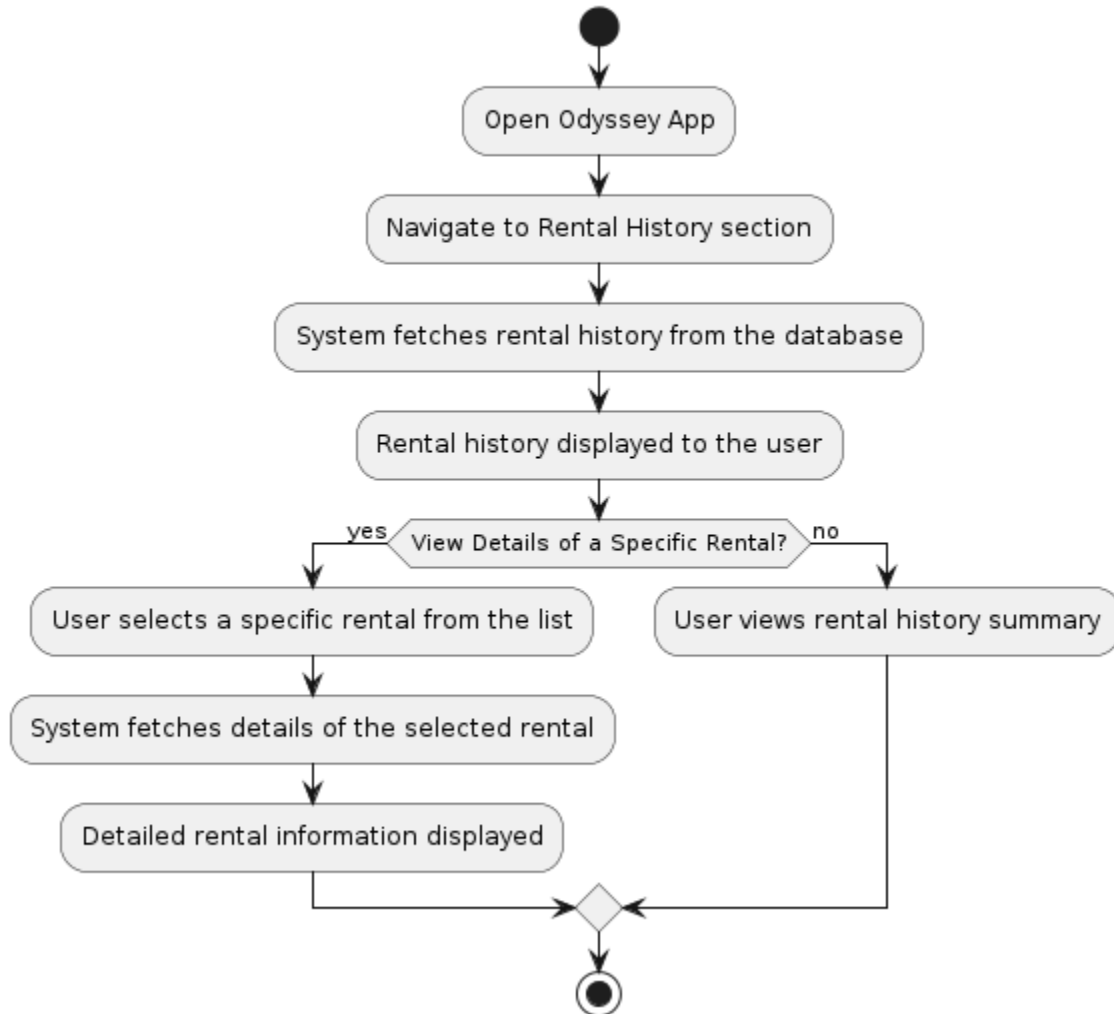 Open Odyssey App
Navigate to Rental History section
System fetches rental history from the database
Rental history displayed to the user
yes
View Details of a Specific Rental?
no
User selects a specific rental from the list
User views rental history summary
System fetches details of the selected rental
Detailed rental information displayed